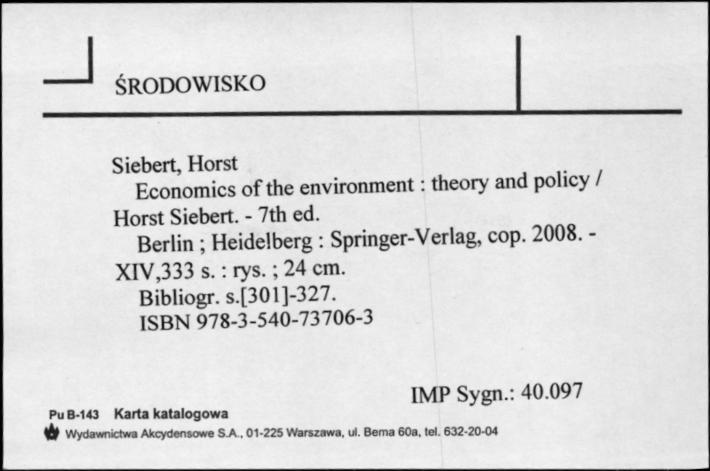 ŚRODOWISKO
Siebert, Horst
Economics of the environment : theory and policy /
Horst Siebert. - 7th ed.
Berlin ; Heidelberg : Springer-Verlag, cop. 2008. -
XIV,333 s. : rys. ; 24 cm.
Bibliogr. s.[301]-327.
ISBN 978-3-540-73706-3
IMP Sygn.: 40.097
Pu B-143 Karta katalogowa
Wydawnictwa Akcydensowe S.A., 01-225 Warszawa, ul. Bema 60a, tel. 632-20-04